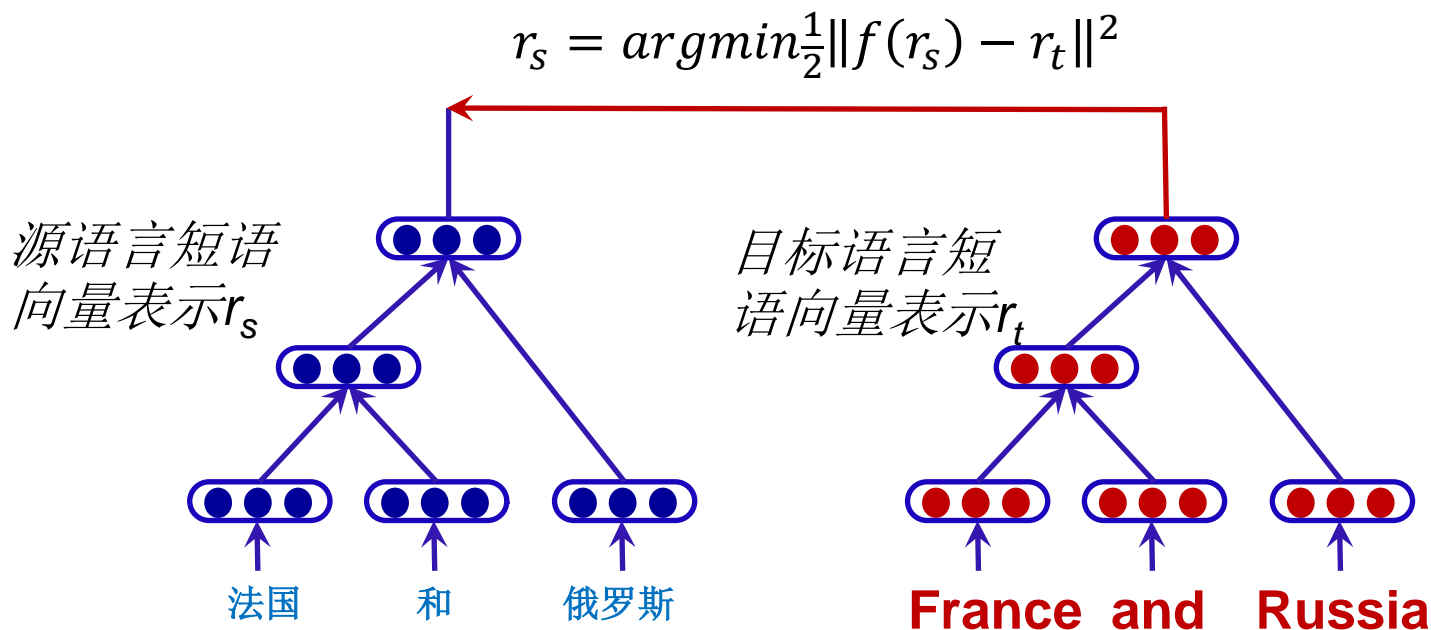 r_s = argmin½‖f(r_s) − r_t‖²
源语言短语
向量表示r_s
目标语言短
语向量表示r_t
法国 和 俄罗斯
France and Russia